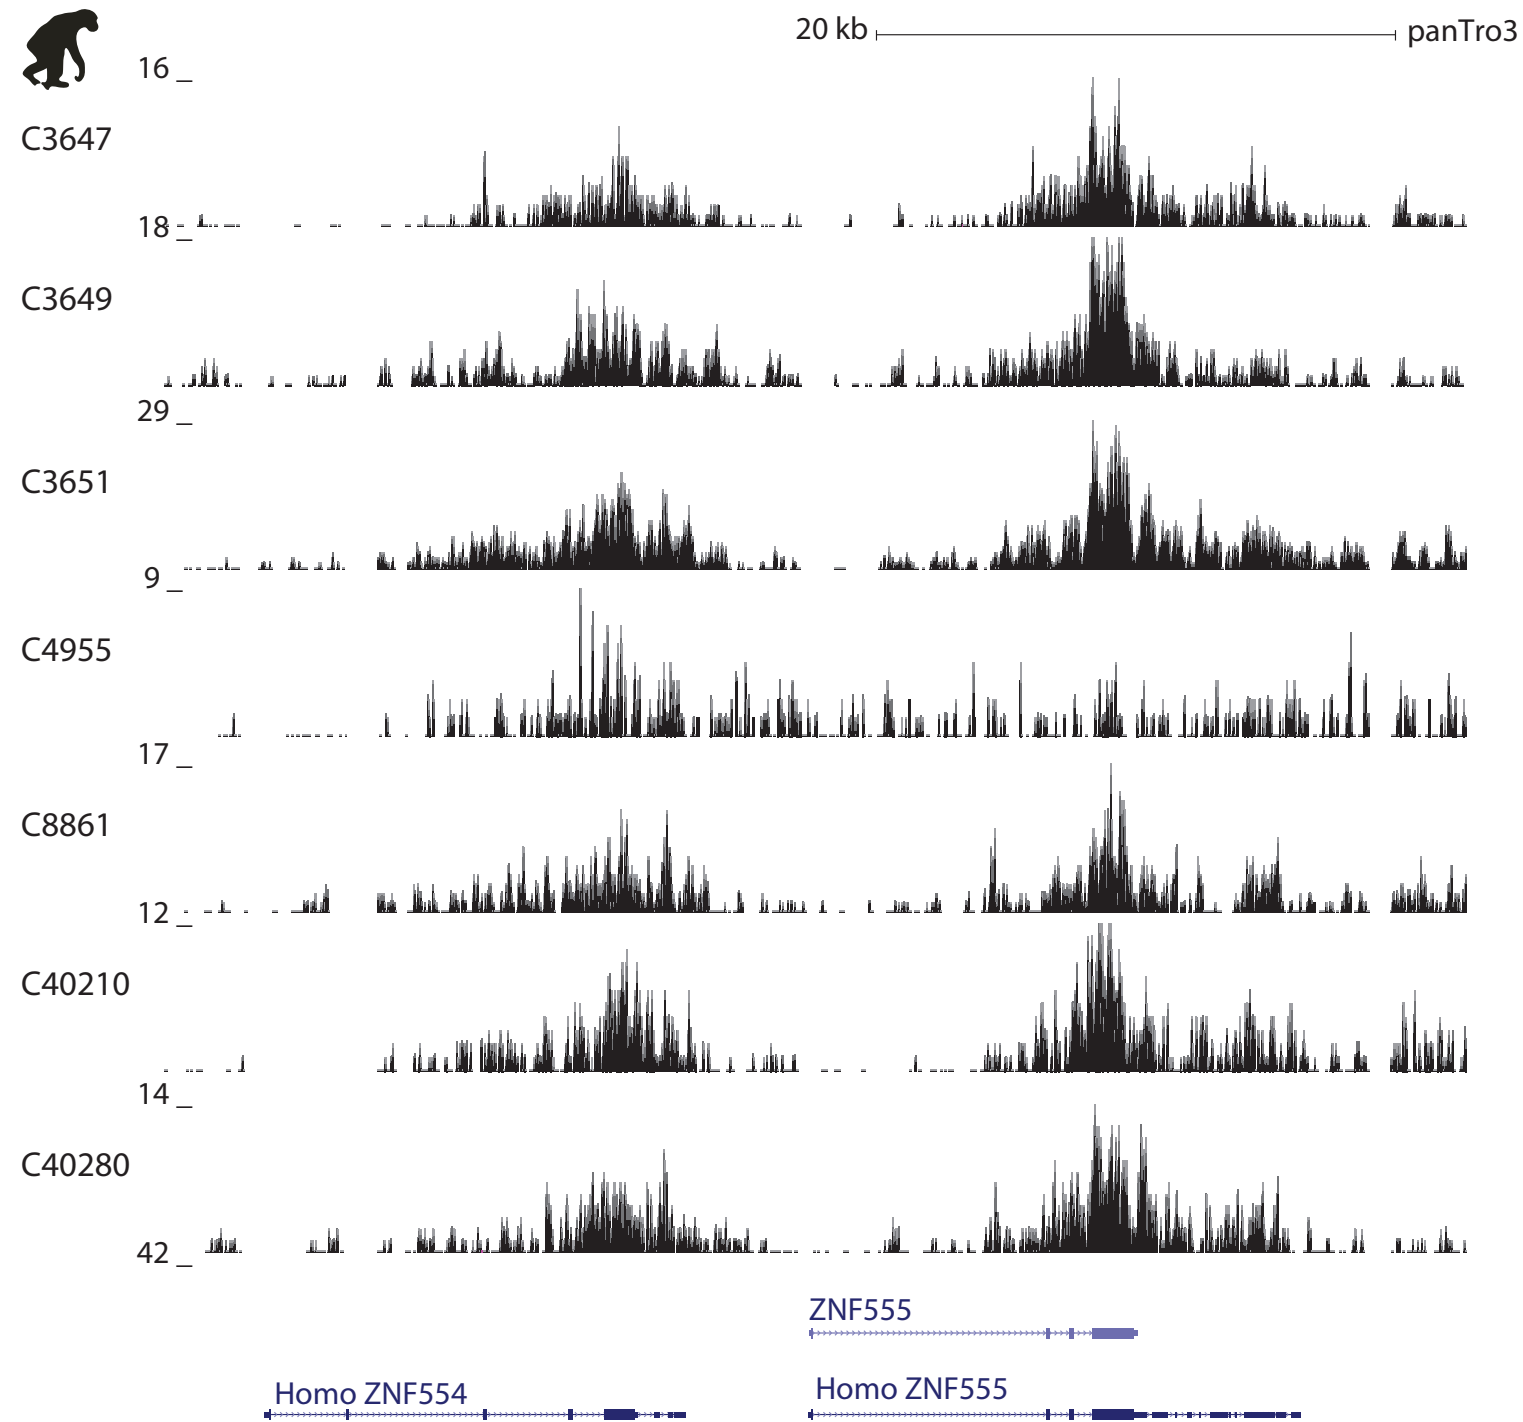 20 kb panTro3
16 _
C3647
18 _
C3649
29 _
C3651
9 _
C4955
17 _
C8861
12 _
C40210
14 _
C40280
42 _
ZNF555
Homo ZNF554 Homo ZNF555